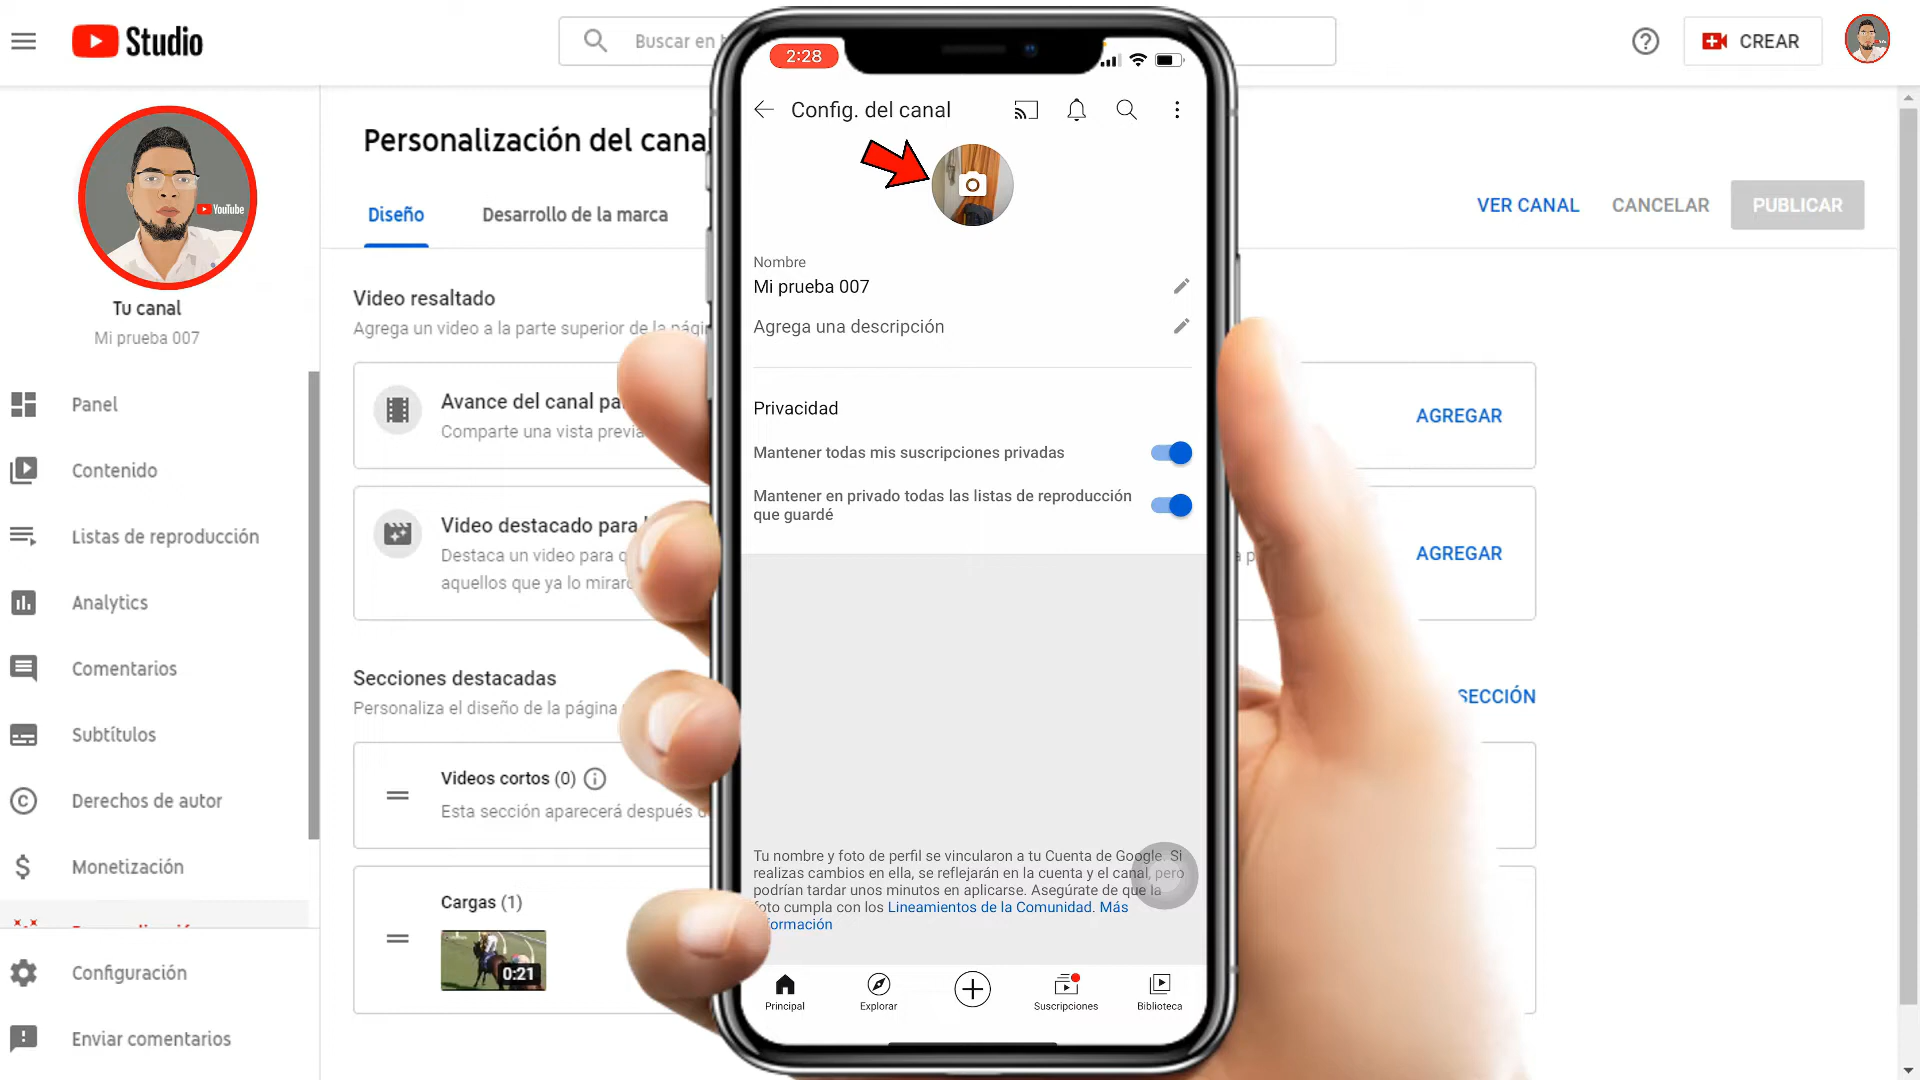 Studio
Buscar en
CREAR
YouTube
Tu canal
Mi prueba 007
Panel
Contenido
Listas de reproducción
Analytics
Comentarios
Subtítulos
Derechos de autor
Monetización
Configuración
Enviar comentarios
Personalización del cana
Diseño
Desarrollo de la marca
VER CANAL
CANCELAR
PUBLICAR
Video resaltado
Agrega un video a la parte superior de la pági
Avance del canal pa
Comparte una vista previa
AGREGAR
Video destacado para
Destaca un video para
aquellos que ya lo miraro
AGREGAR
Secciones destacadas
Personaliza el diseño de la página
SECCIÓN
Videos cortos (0)
Esta sección aparecerá después d
Cargas (1)
0:21
2:28
Config. del canal
Nombre
Mi prueba 007
Agrega una descripción
Privacidad
Mantener todas mis suscripciones privadas
Mantener en privado todas las listas de reproducción
que guardé
Tu nombre y foto de perfil se vincularon a tu Cuenta de Google. Si
realizas cambios en ella, se reflejarán en la cuenta y el canal, pero
podrían tardar unos minutos en aplicarse. Asegúrate de que la
foto cumpla con los Lineamientos de la Comunidad. Más
formación
Principal
Explorar
Suscripciones
Biblioteca